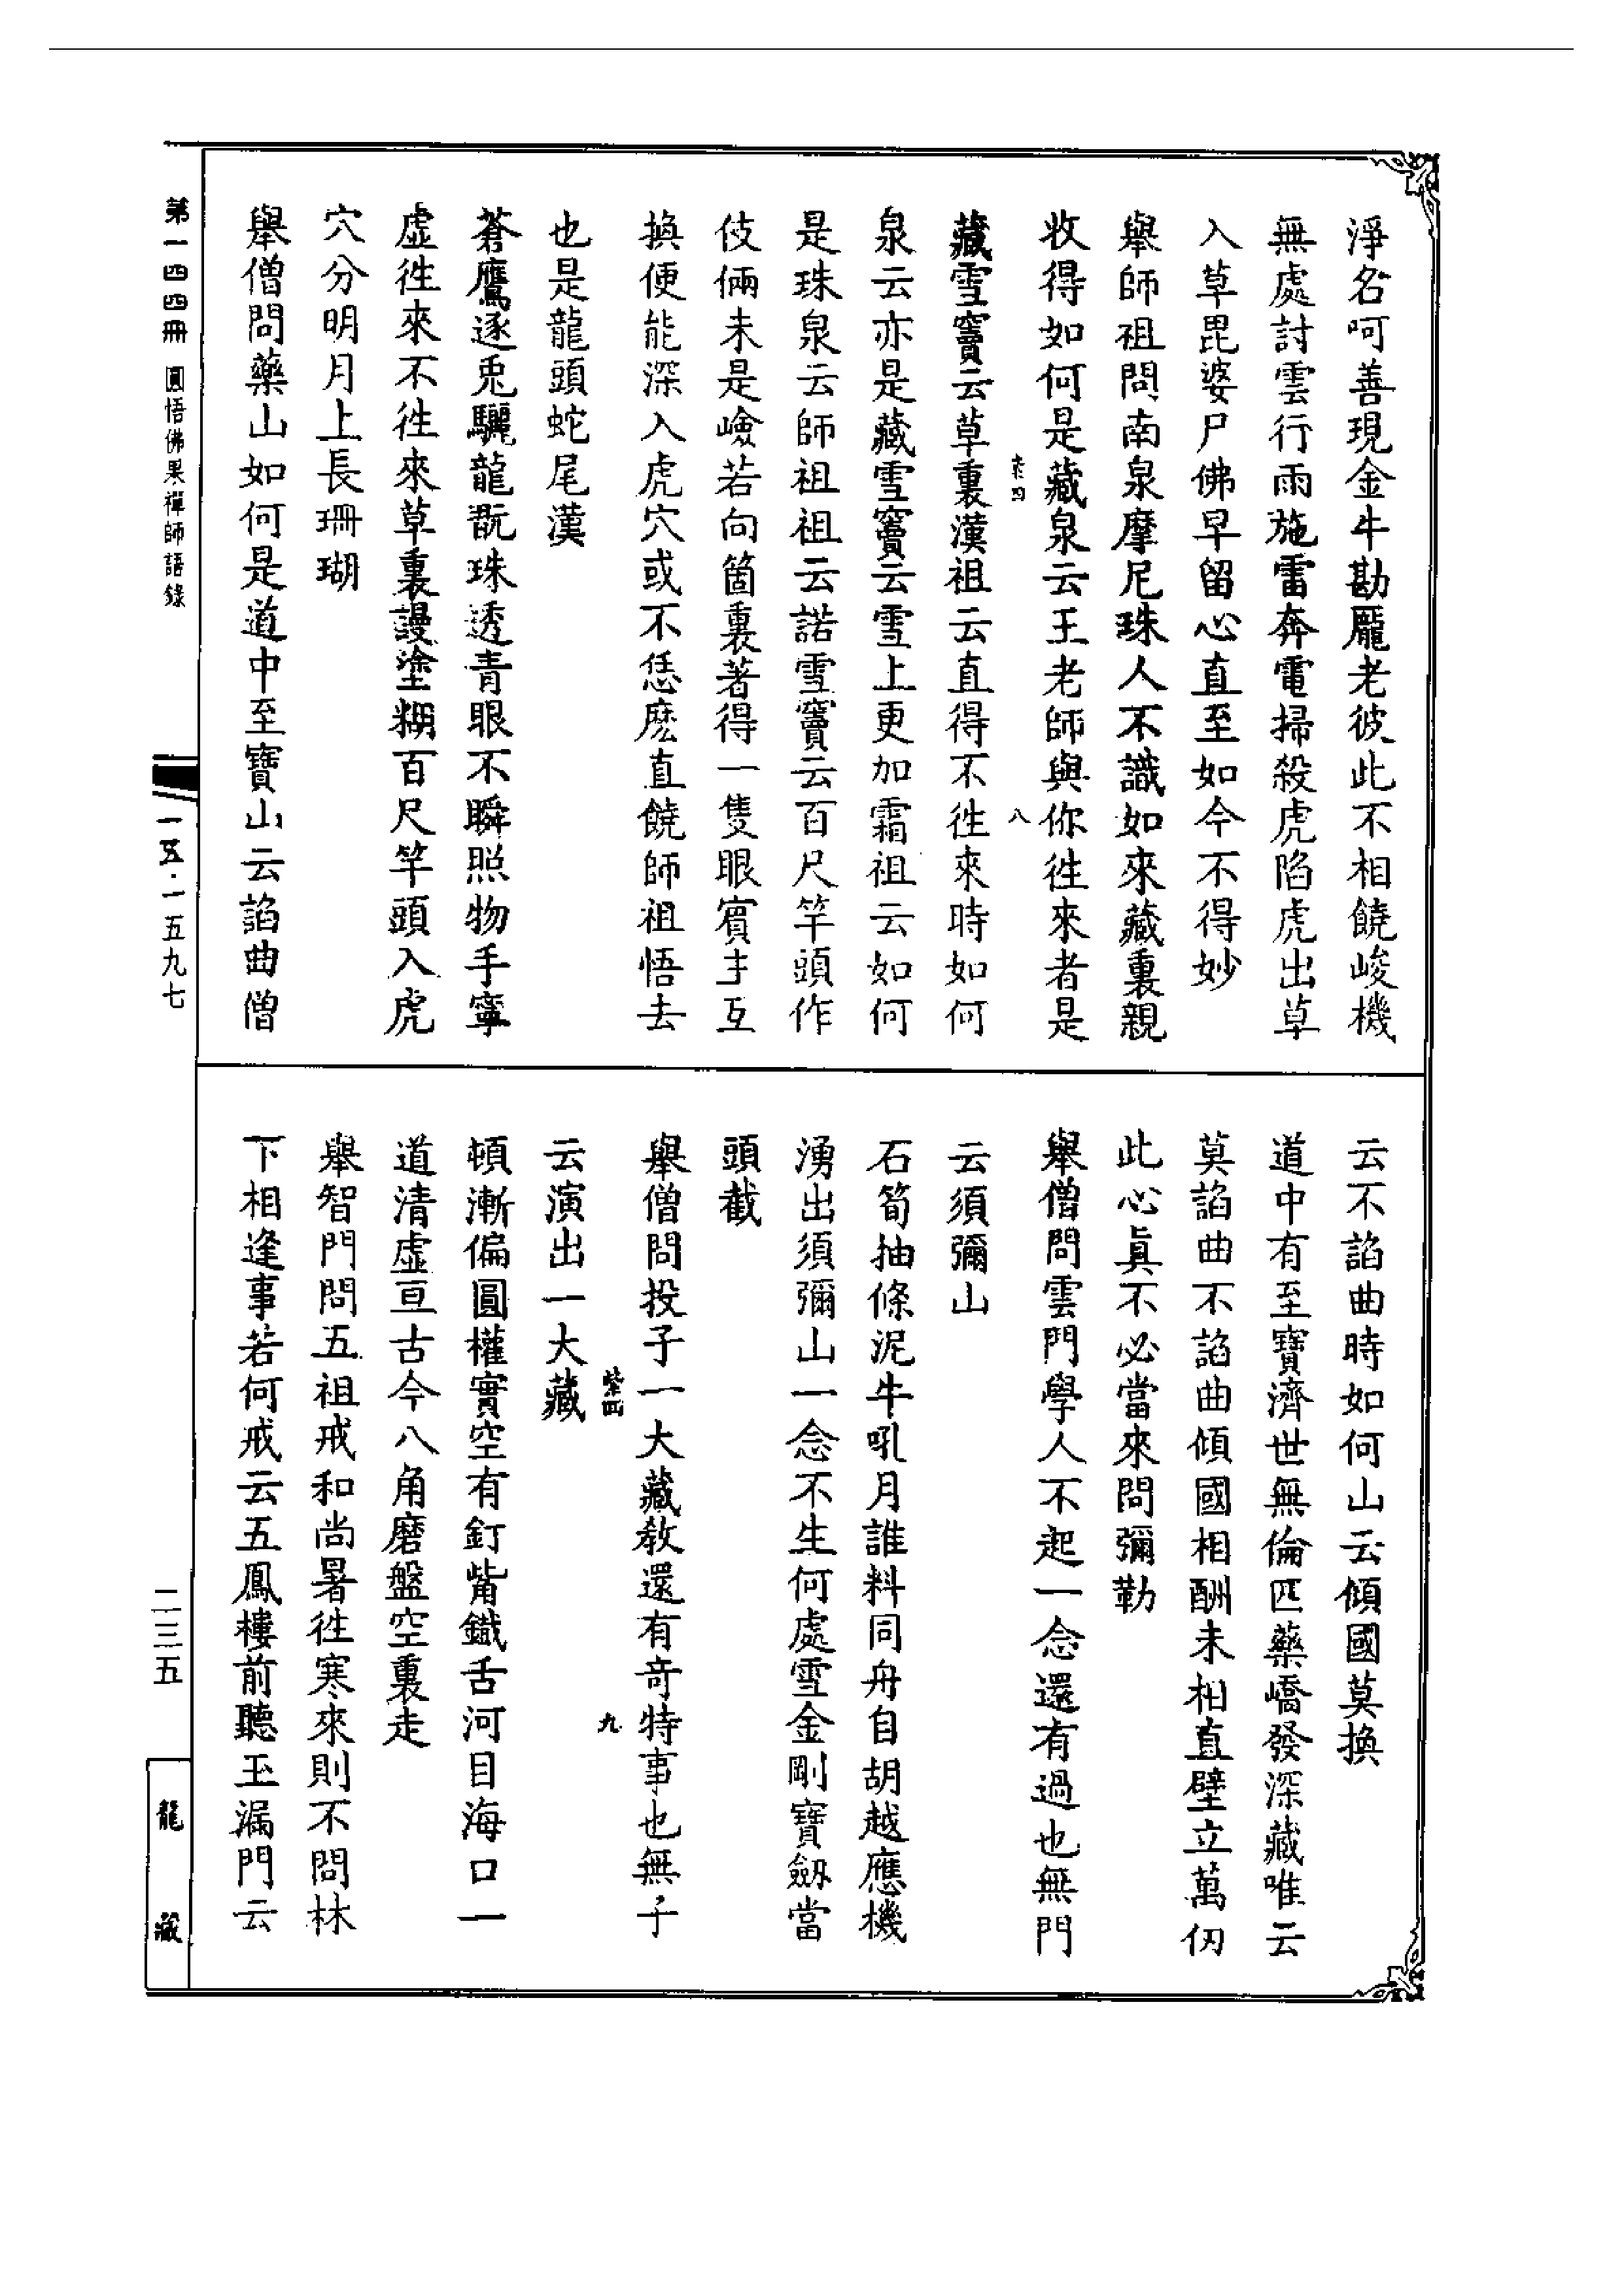 淨名呵善現金牛勘龐老彼此不相饒峻機
無處討雲行雨施雷奔電掃殺虎陷虎出草
入草毘婆尸佛早留心直至如今不得妙
舉師祖問南泉摩尼珠人不識如來藏裏親
收得如何是藏泉云王老師與你徃來者是
紫四
八
藏雪竇云草裏漢祖云直得不徃來時如何
泉云亦是藏雪竇云雪上更加霜祖云如何
是珠泉云師祖祖云諾雪竇云百尺竿頭作
伎倆未是嶮若向箇裏著得一隻眼賓主互
換便能深入虎穴或不恁麽直饒師祖悟去
也是龍頭蛇尾漢
蒼鷹逐兎驪龍翫珠透青眼不瞬照物手寧
虛徃來不徃來草裏謾塗糊百尺竿頭入虎
穴分明月上長珊瑚
舉僧問藥山如何是道中至寶山云諂曲僧
云不諂曲時如何山云傾國莫換
道中有至寶濟世無倫匹藥嶠發深藏唯云
莫諂曲不諂曲傾國相酬未相直壁立萬仞
此心眞不必當來問彌勒
舉僧問雲門學人不起一念還有過也無門
云須彌山
石筍抽條泥牛吼月誰料同舟自胡越應機
湧出須彌山一念不生何處雪金剛寶劔當
頭截
舉僧問投子一大藏敎還有奇特事也無子
紫四
九
云演出一大藏
頓漸偏圓權實空有釘觜鐵舌河目海口一
道清虛亘古今八角磨盤空裏走
舉智門問五祖戒和尚暑徃寒來則不問林
下相逢事若何戒云五鳳樓前聽玉漏門云
第一四四冊 圓悟佛果禪師語錄
一五·一五九七
二三五
龍藏